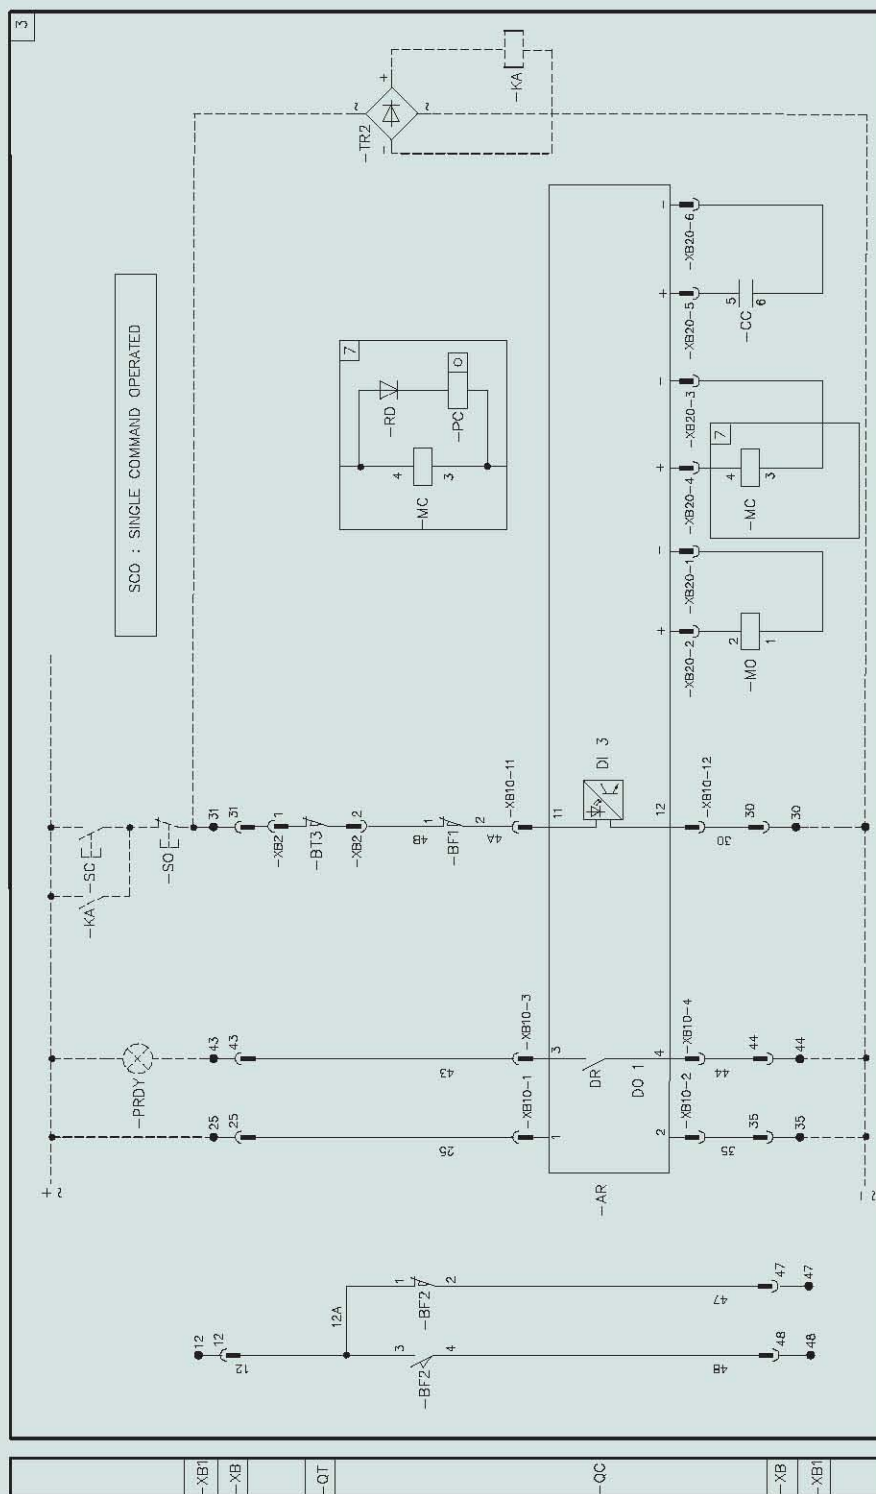 3
SCO : SINGLE COMMAND OPERATED
+
~
−PRDY
−KA
−SC
−SO
25
25
43
43
31
31
−XB2
1
−BT3
−XB2
2
4B
1
−BF1
2
4A
25
43
−XB10−1
−XB10−3
−XB10−11
1
3
11
DR
DO 1
DI 3
2
4
12
−AR
−XB10−2
−XB10−4
−XB10−12
35
44
30
35
44
30
35
44
30
−
~
~
+
~
−
−TR2
−KA
7
−RD
−PC
O
4
3
−MC
+
−
+
−
+
−
−XB20−2
−XB20−1
−XB20−4
−XB20−3
−XB20−5
−XB20−6
2
−MO
1
7
4
−MC
3
5
−CC
6
12
12
12
12A
3
−BF2
4
1
−BF2
2
48
47
48
47
48
47
−XB1
−XB
−QT
−QC
−XB
−XB1